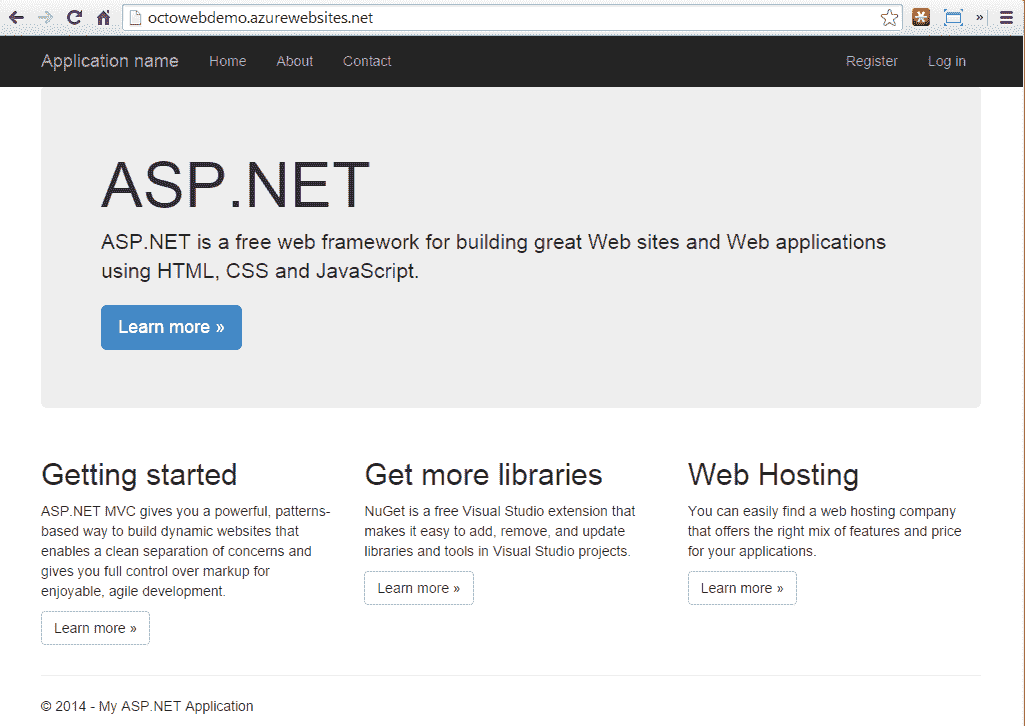 octowebdemo.azurewebsites.net
Application name Home About Contact Register Log in
ASP.NET
ASP.NET is a free web framework for building great Web sites and Web applications
using HTML, CSS and JavaScript.
Learn more »
Getting started
ASP.NET MVC gives you a powerful, patterns-
based way to build dynamic websites that
enables a clean separation of concerns and
gives you full control over markup for
enjoyable, agile development.
Learn more »
Get more libraries
NuGet is a free Visual Studio extension that
makes it easy to add, remove, and update
libraries and tools in Visual Studio projects.
Learn more »
Web Hosting
You can easily find a web hosting company
that offers the right mix of features and price
for your applications.
Learn more »
© 2014 - My ASP.NET Application